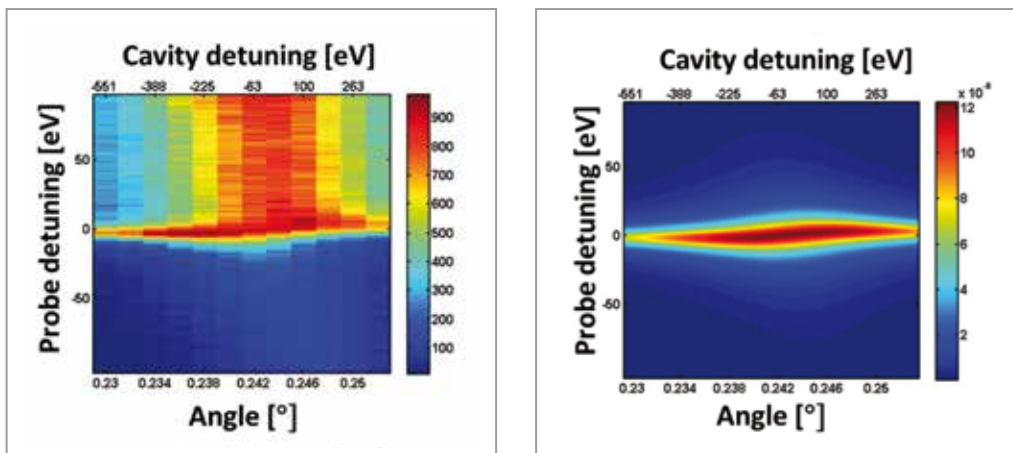 Cavity detuning [eV]
-551 -388 -225 -63 100 263
Probe detuning [eV]
50
0
-50
900
800
700
600
500
400
300
200
100
0.23 0.234 0.238 0.242 0.246 0.25
Angle [°]
Cavity detuning [eV]
-551 -388 -225 -63 100 263
x 10⁻⁸
Probe detuning [eV]
50
0
-50
12
10
8
6
4
2
0.23 0.234 0.238 0.242 0.246 0.25
Angle [°]